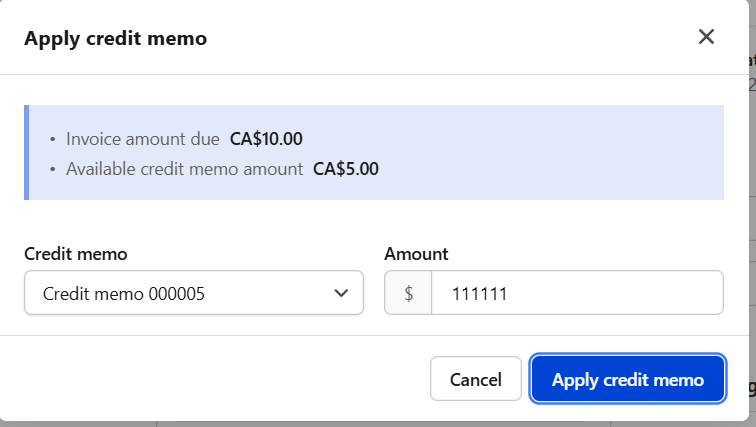 Apply credit memo
• Invoice amount due CA$10.00
• Available credit memo amount CA$5.00
Credit memo
Amount
Credit memo 000005
$ 111111
Cancel
Apply credit memo